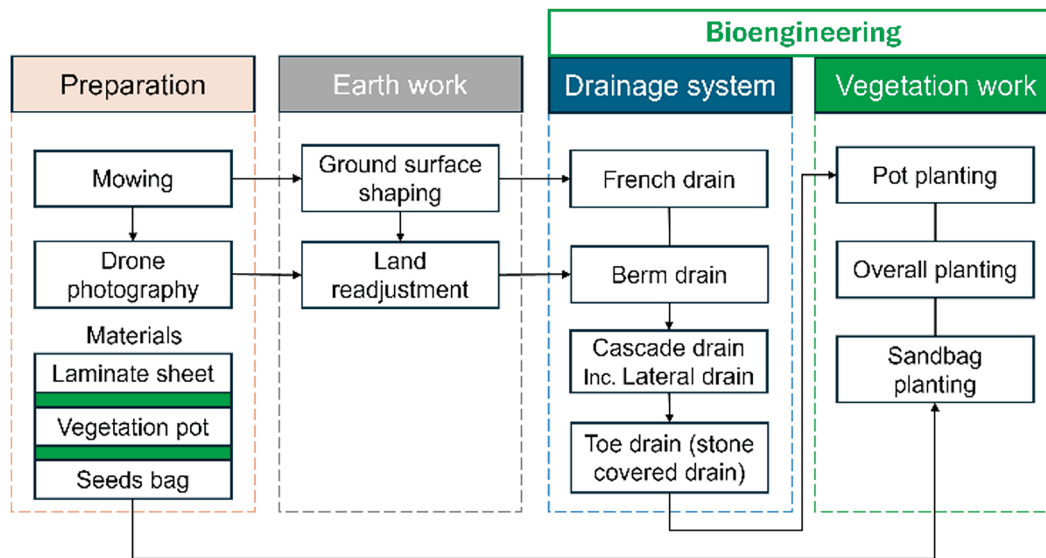 Bioengineering
Preparation
Earth work
Drainage system
Vegetation work
Mowing
Drone
photography
Materials
Laminate sheet
Vegetation pot
Seeds bag
Ground surface
shaping
Land
readjustment
French drain
Berm drain
Cascade drain
Inc. Lateral drain
Toe drain (stone
covered drain)
Pot planting
Overall planting
Sandbag
planting